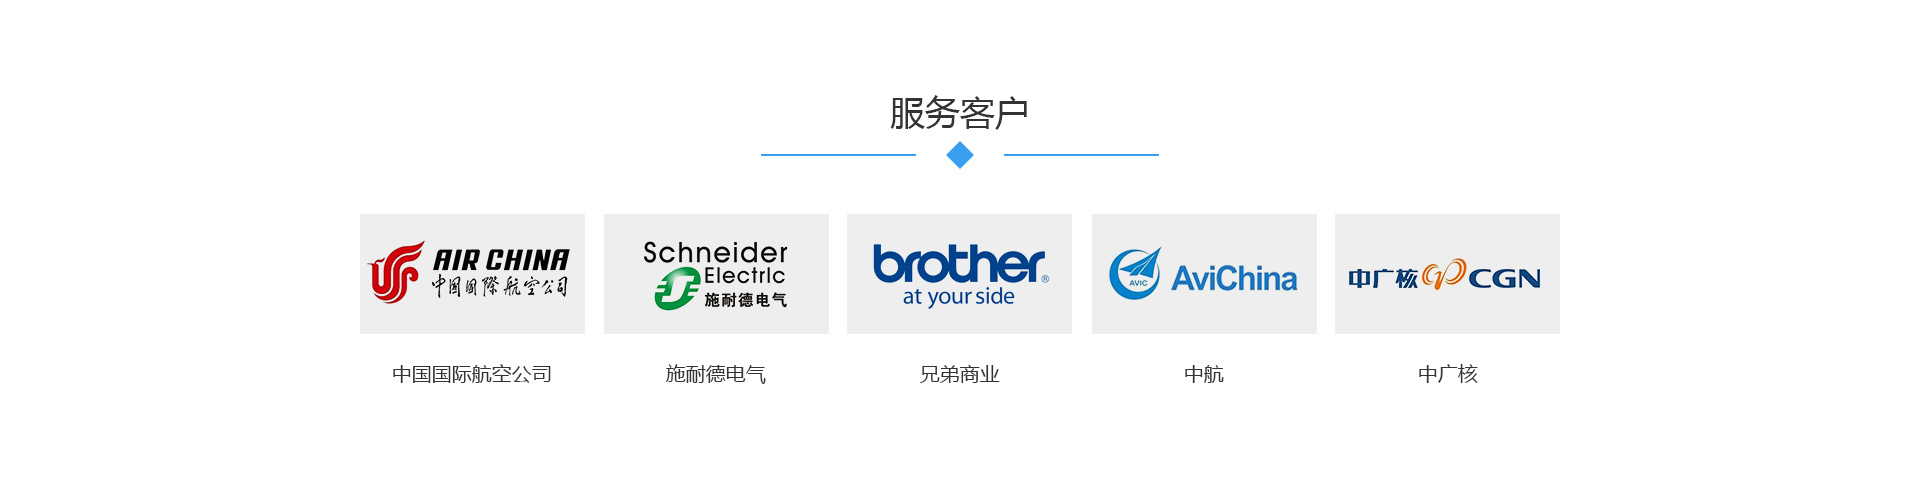 服务客户
AIR CHINA
中国国際航空公司
Schneider
Electric
施耐德电气
brother®
at your side
AVIC
AviChina
中广核 CGN
中国国际航空公司
施耐德电气
兄弟商业
中航
中广核